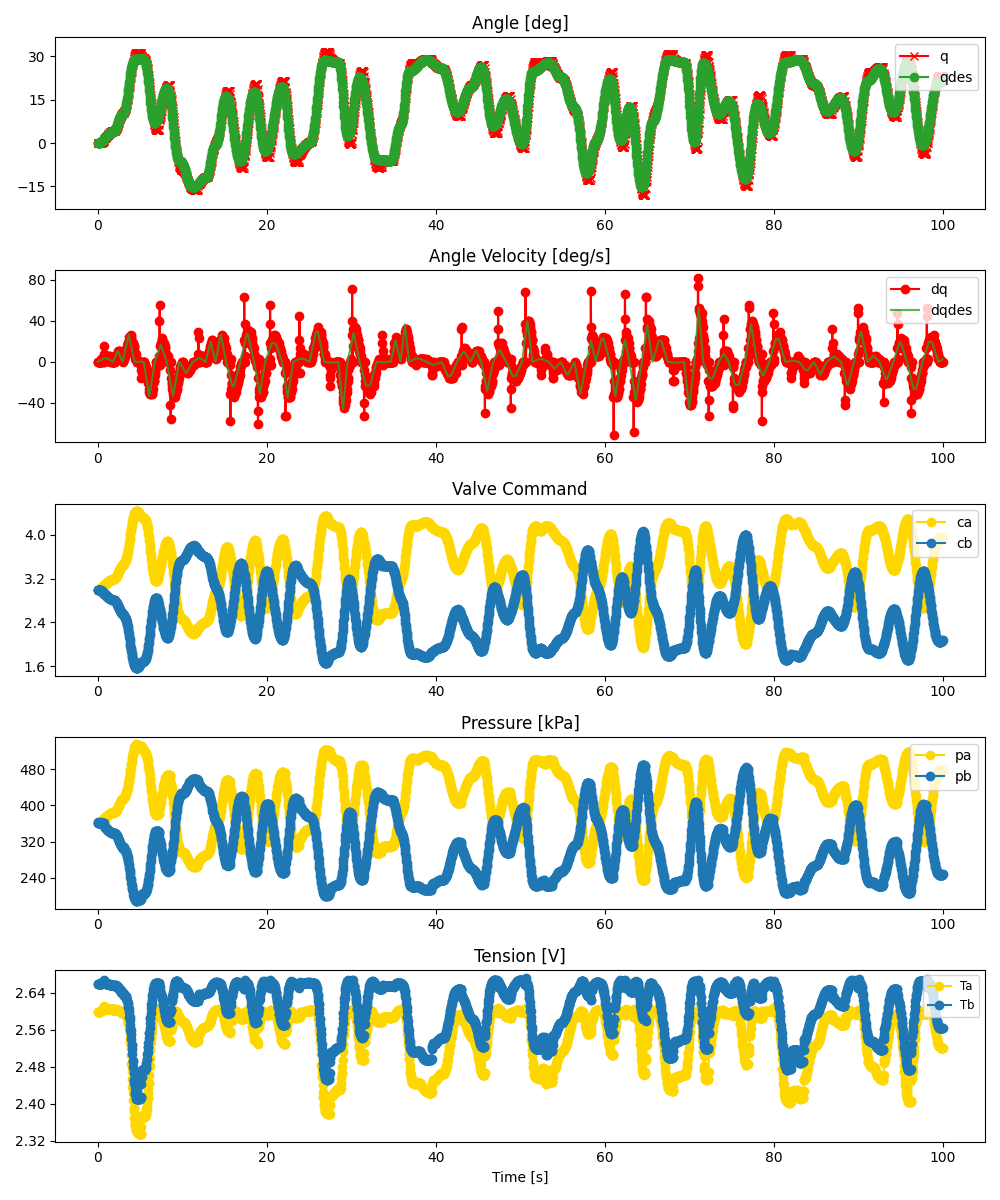 Angle [deg]
30
15
0
−15
q
qdes
0 20 40 60 80 100
Angle Velocity [deg/s]
80
40
0
−40
dq
dqdes
0 20 40 60 80 100
Valve Command
4.0
3.2
2.4
1.6
ca
cb
0 20 40 60 80 100
Pressure [kPa]
480
400
320
240
pa
pb
0 20 40 60 80 100
Tension [V]
2.64
2.56
2.48
2.40
2.32
Ta
Tb
0 20 40 60 80 100
Time [s]